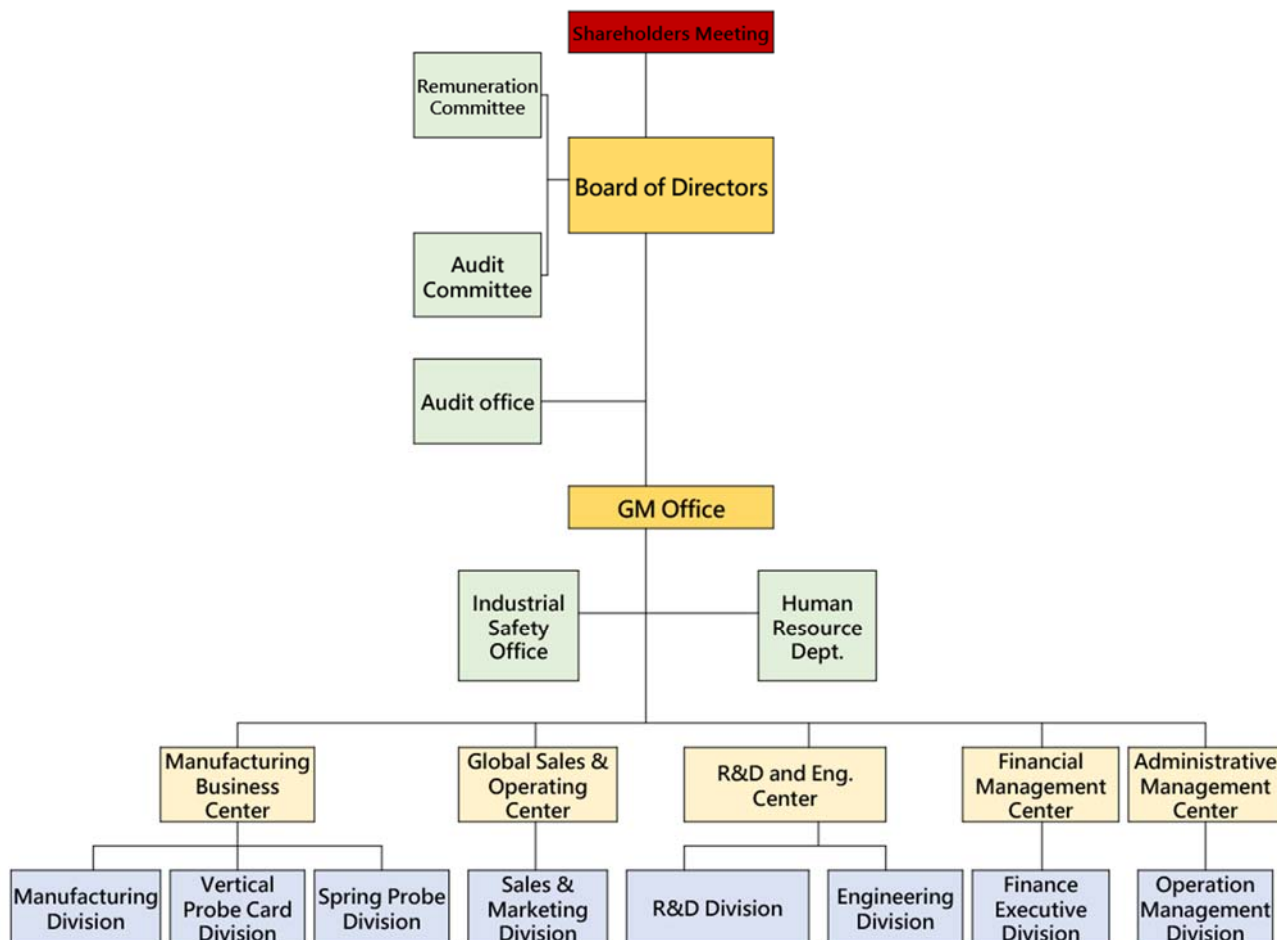 Shareholders Meeting
Remuneration
Committee
Board of Directors
Audit
Committee
Audit office
GM Office
Industrial
Safety
Office
Human
Resource
Dept.
Manufacturing
Business
Center
Global Sales &
Operating
Center
R&D and Eng.
Center
Financial
Management
Center
Administrative
Management
Center
Manufacturing
Division
Vertical
Probe Card
Division
Spring Probe
Division
Sales &
Marketing
Division
R&D Division
Engineering
Division
Finance
Executive
Division
Operation
Management
Division